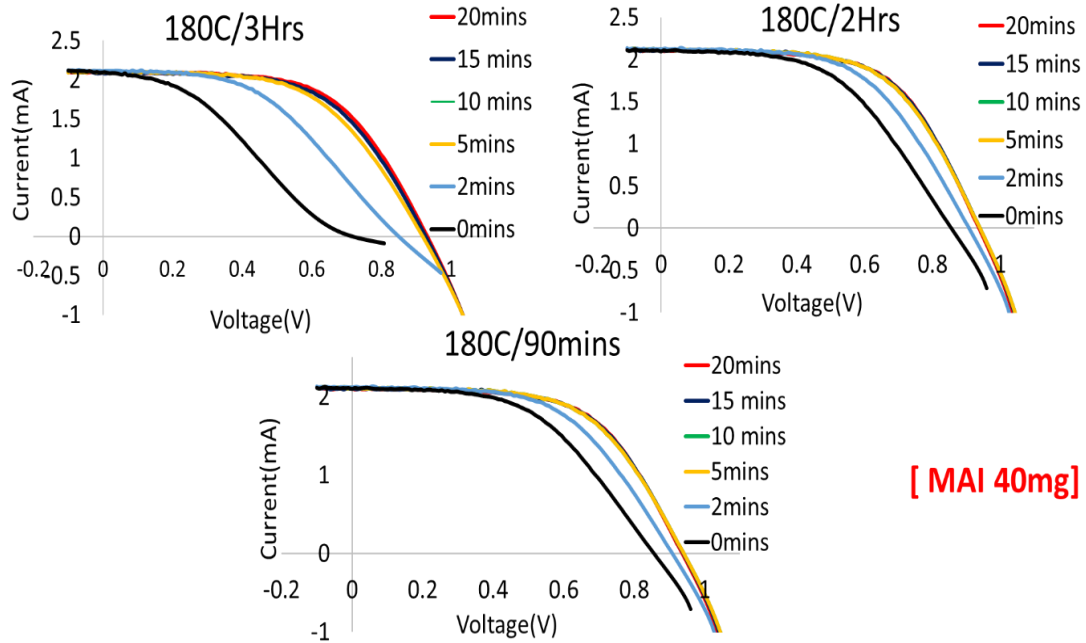 180C/3Hrs
20mins
15 mins
10 mins
5mins
2mins
0mins
Current(mA)
2.5
2
1.5
1
0.5
0
-0.5
-1
-0.2 0 0.2 0.4 0.6 0.8 1
Voltage(V)
180C/2Hrs
20mins
15 mins
10 mins
5mins
2mins
0mins
Current(mA)
2.5
2
1.5
1
0.5
0
-0.5
-1
-0.2 0 0.2 0.4 0.6 0.8 1
Voltage(V)
180C/90mins
20mins
15 mins
10 mins
5mins
2mins
0mins
Current(mA)
2
1
0
-1
0 0.2 0.4 0.6 0.8 1
Voltage(V)
[ MAI 40mg]